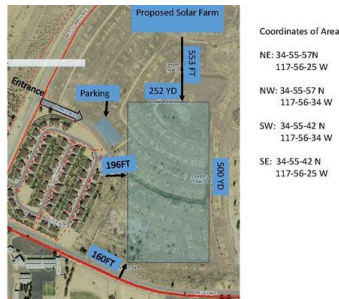 Proposed Solar Farm
553 FT
Coordinates of Area
NE: 34-55-57N
117-56-25 W
NW: 34-55-57 N
117-56-34 W
SW: 34-55-42 N
117-56-34 W
SE: 34-55-42 N
117-56-25 W
Entrance
Parking
252 YD
196FT
500 YD
160FT